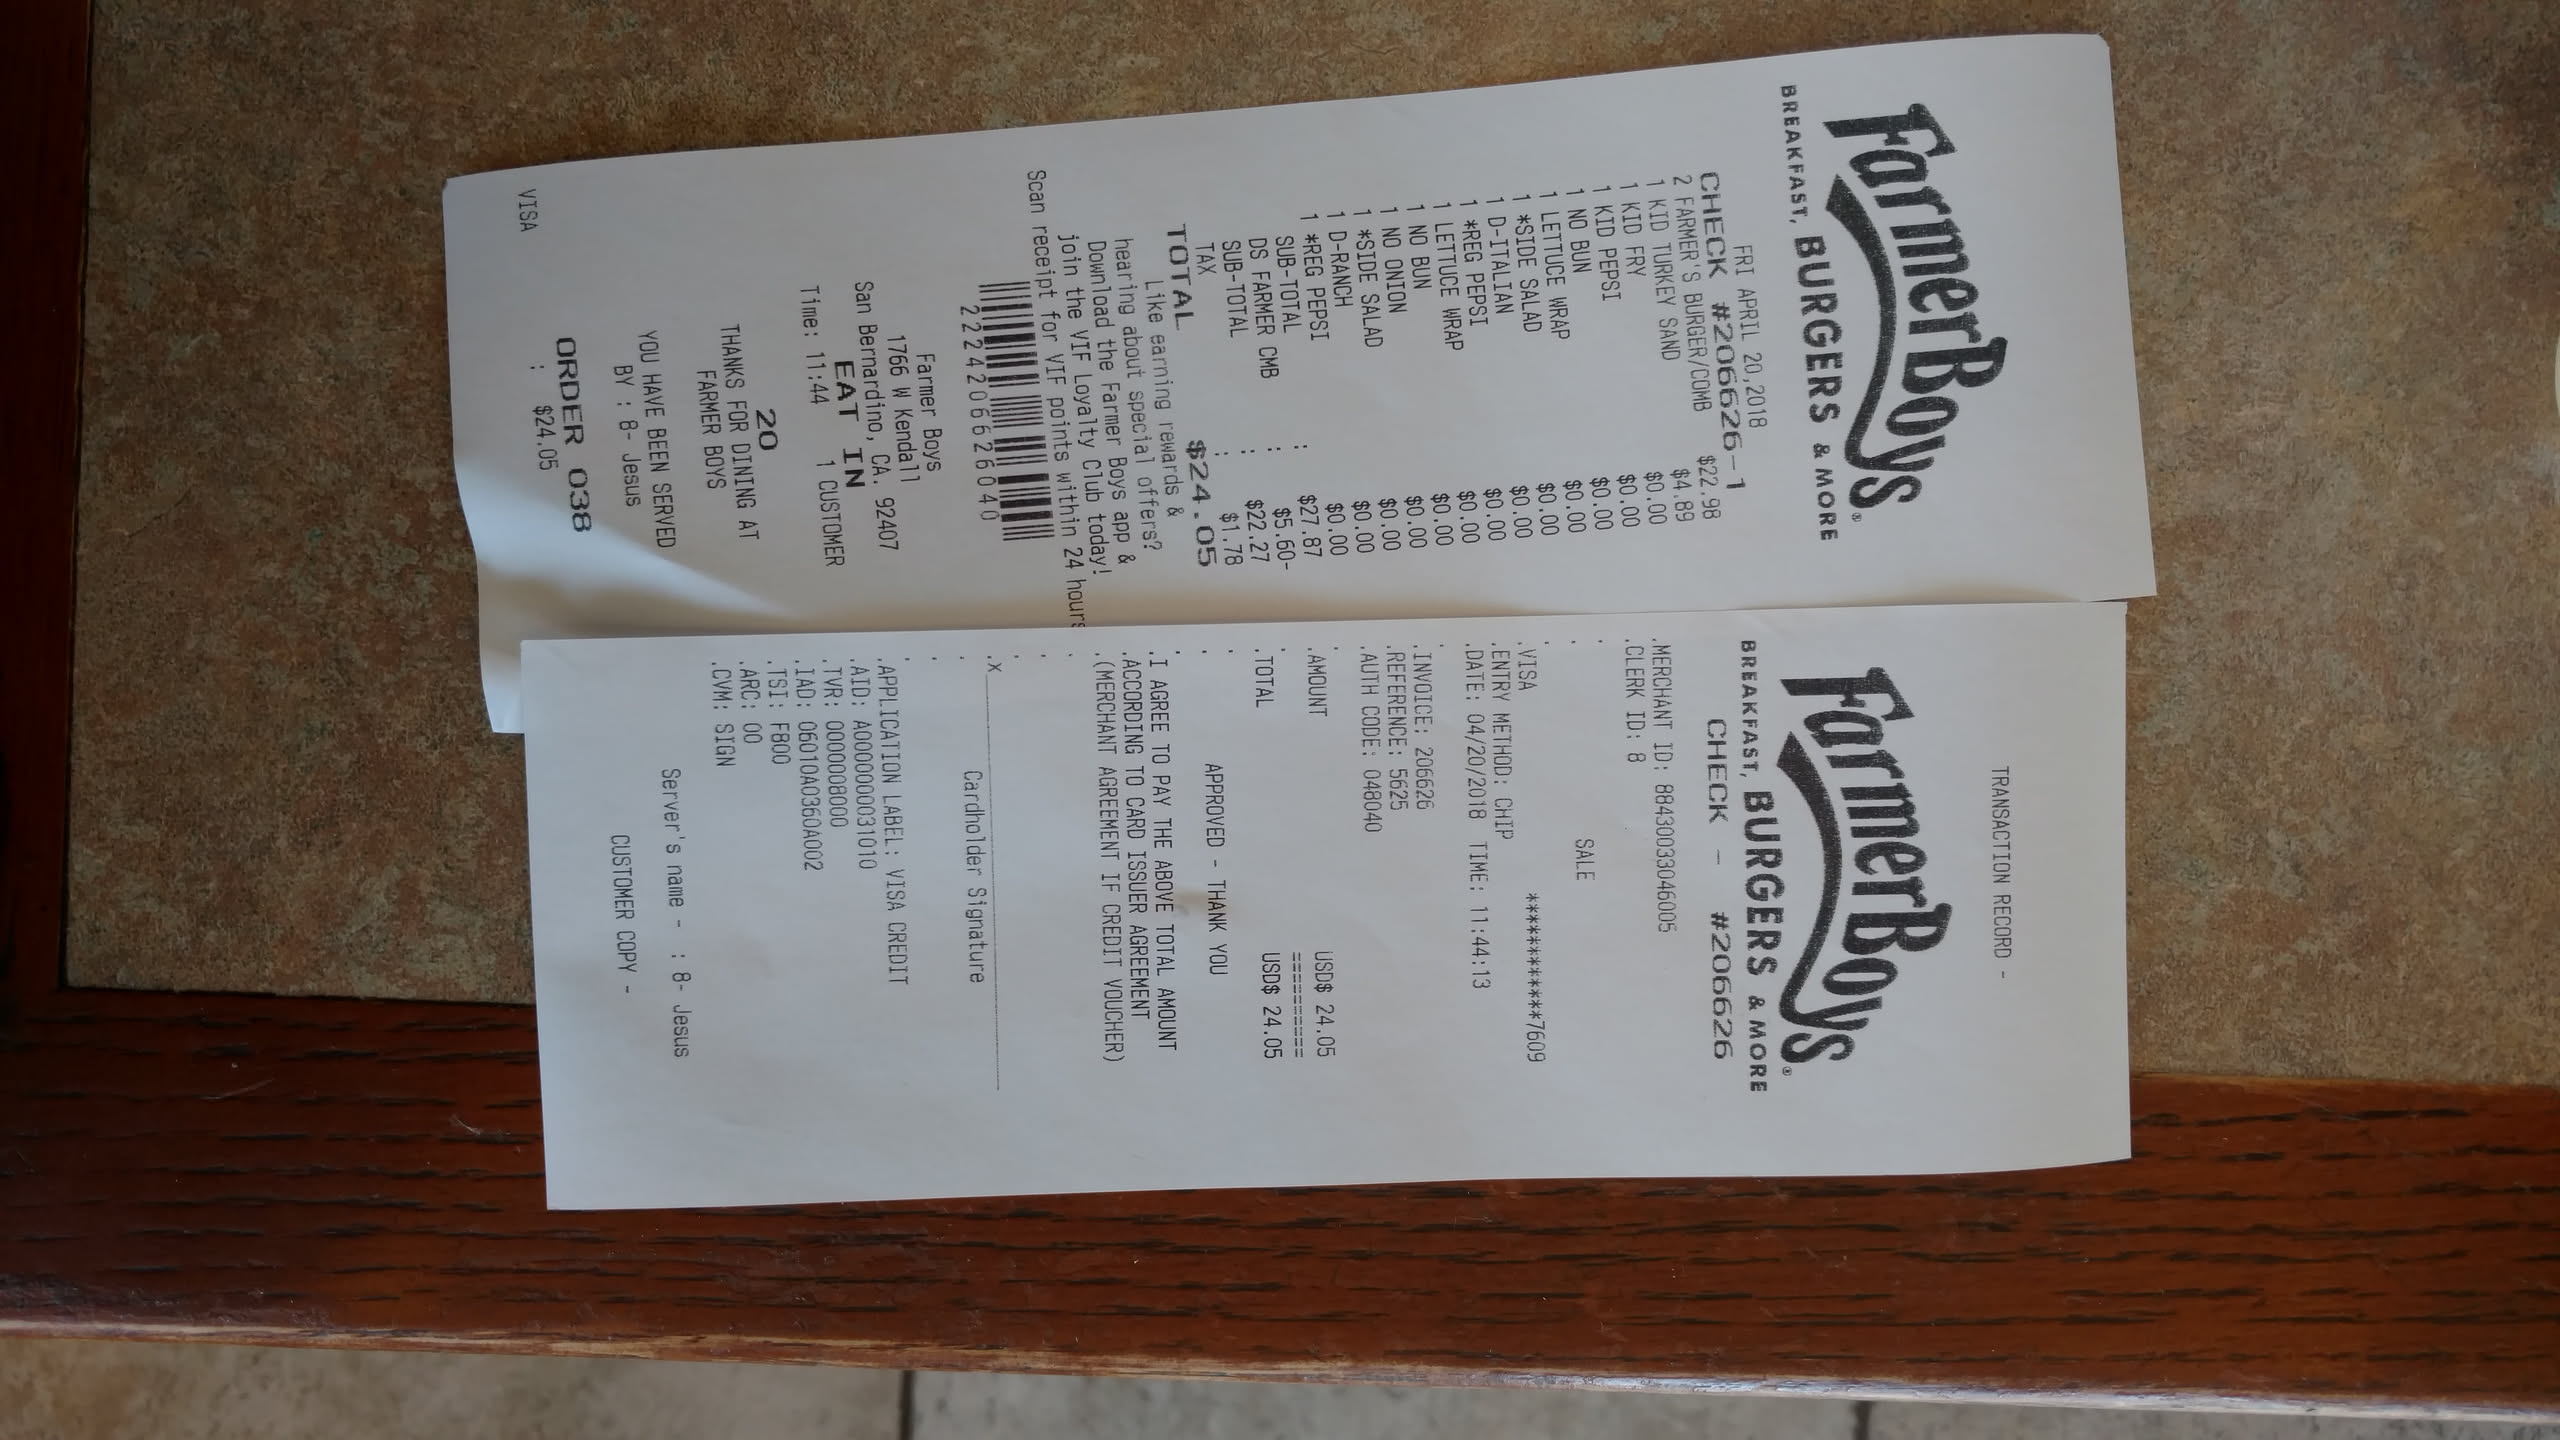 FarmerBoys®
BREAKFAST, BURGERS & MORE
FRI APRIL 20,2018
CHECK #206626-1
2 FARMER'S BURGER/COMB $22.98
1 KID TURKEY SAND $4.89
1 KID FRY $0.00
1 KID PEPSI $0.00
1 NO BUN $0.00
1 LETTUCE WRAP $0.00
1 *SIDE SALAD $0.00
1 D-ITALIAN $0.00
1 *REG PEPSI $0.00
1 LETTUCE WRAP $0.00
1 NO BUN $0.00
1 NO ONION $0.00
1 *SIDE SALAD $0.00
1 D-RANCH $0.00
1 *REG PEPSI $0.00
SUB-TOTAL : $27.87
DS FARMER CMB : $5.60-
SUB-TOTAL : $22.27
TAX : $1.78
TOTAL $24.05
Like earning rewards &
hearing about special offers?
Download the Farmer Boys app &
join the VIF Loyalty Club today!
Scan receipt for VIF points within 24 hours
2224206626040
Farmer Boys
1766 W Kendall
San Bernardino, CA. 92407
EAT IN
Time: 11:44 1 CUSTOMER
20
THANKS FOR DINING AT
FARMER BOYS
YOU HAVE BEEN SERVED
BY : 8- Jesus
ORDER 038
VISA : $24.05
TRANSACTION RECORD -
FarmerBoys®
BREAKFAST, BURGERS & MORE
CHECK - #206626
.MERCHANT ID: 88430033046005
.CLERK ID: 8
.
. SALE
.
.VISA ************7609
.ENTRY METHOD: CHIP
.DATE: 04/20/2018 TIME: 11:44:13
.
.INVOICE: 206626
.REFERENCE: 5625
.AUTH CODE: 048040
.
.AMOUNT USD$ 24.05
=========
.TOTAL USD$ 24.05
.
. APPROVED - THANK YOU
.
.I AGREE TO PAY THE ABOVE TOTAL AMOUNT
.ACCORDING TO CARD ISSUER AGREEMENT
.(MERCHANT AGREEMENT IF CREDIT VOUCHER)
.
.
.
.x
. Cardholder Signature
.
.
.APPLICATION LABEL: VISA CREDIT
.AID: A0000000031010
.TVR: 0000008000
.IAD: 06010A0360A002
.TSI: F800
.ARC: 00
.CVM: SIGN
Server's name - : 8- Jesus
CUSTOMER COPY -